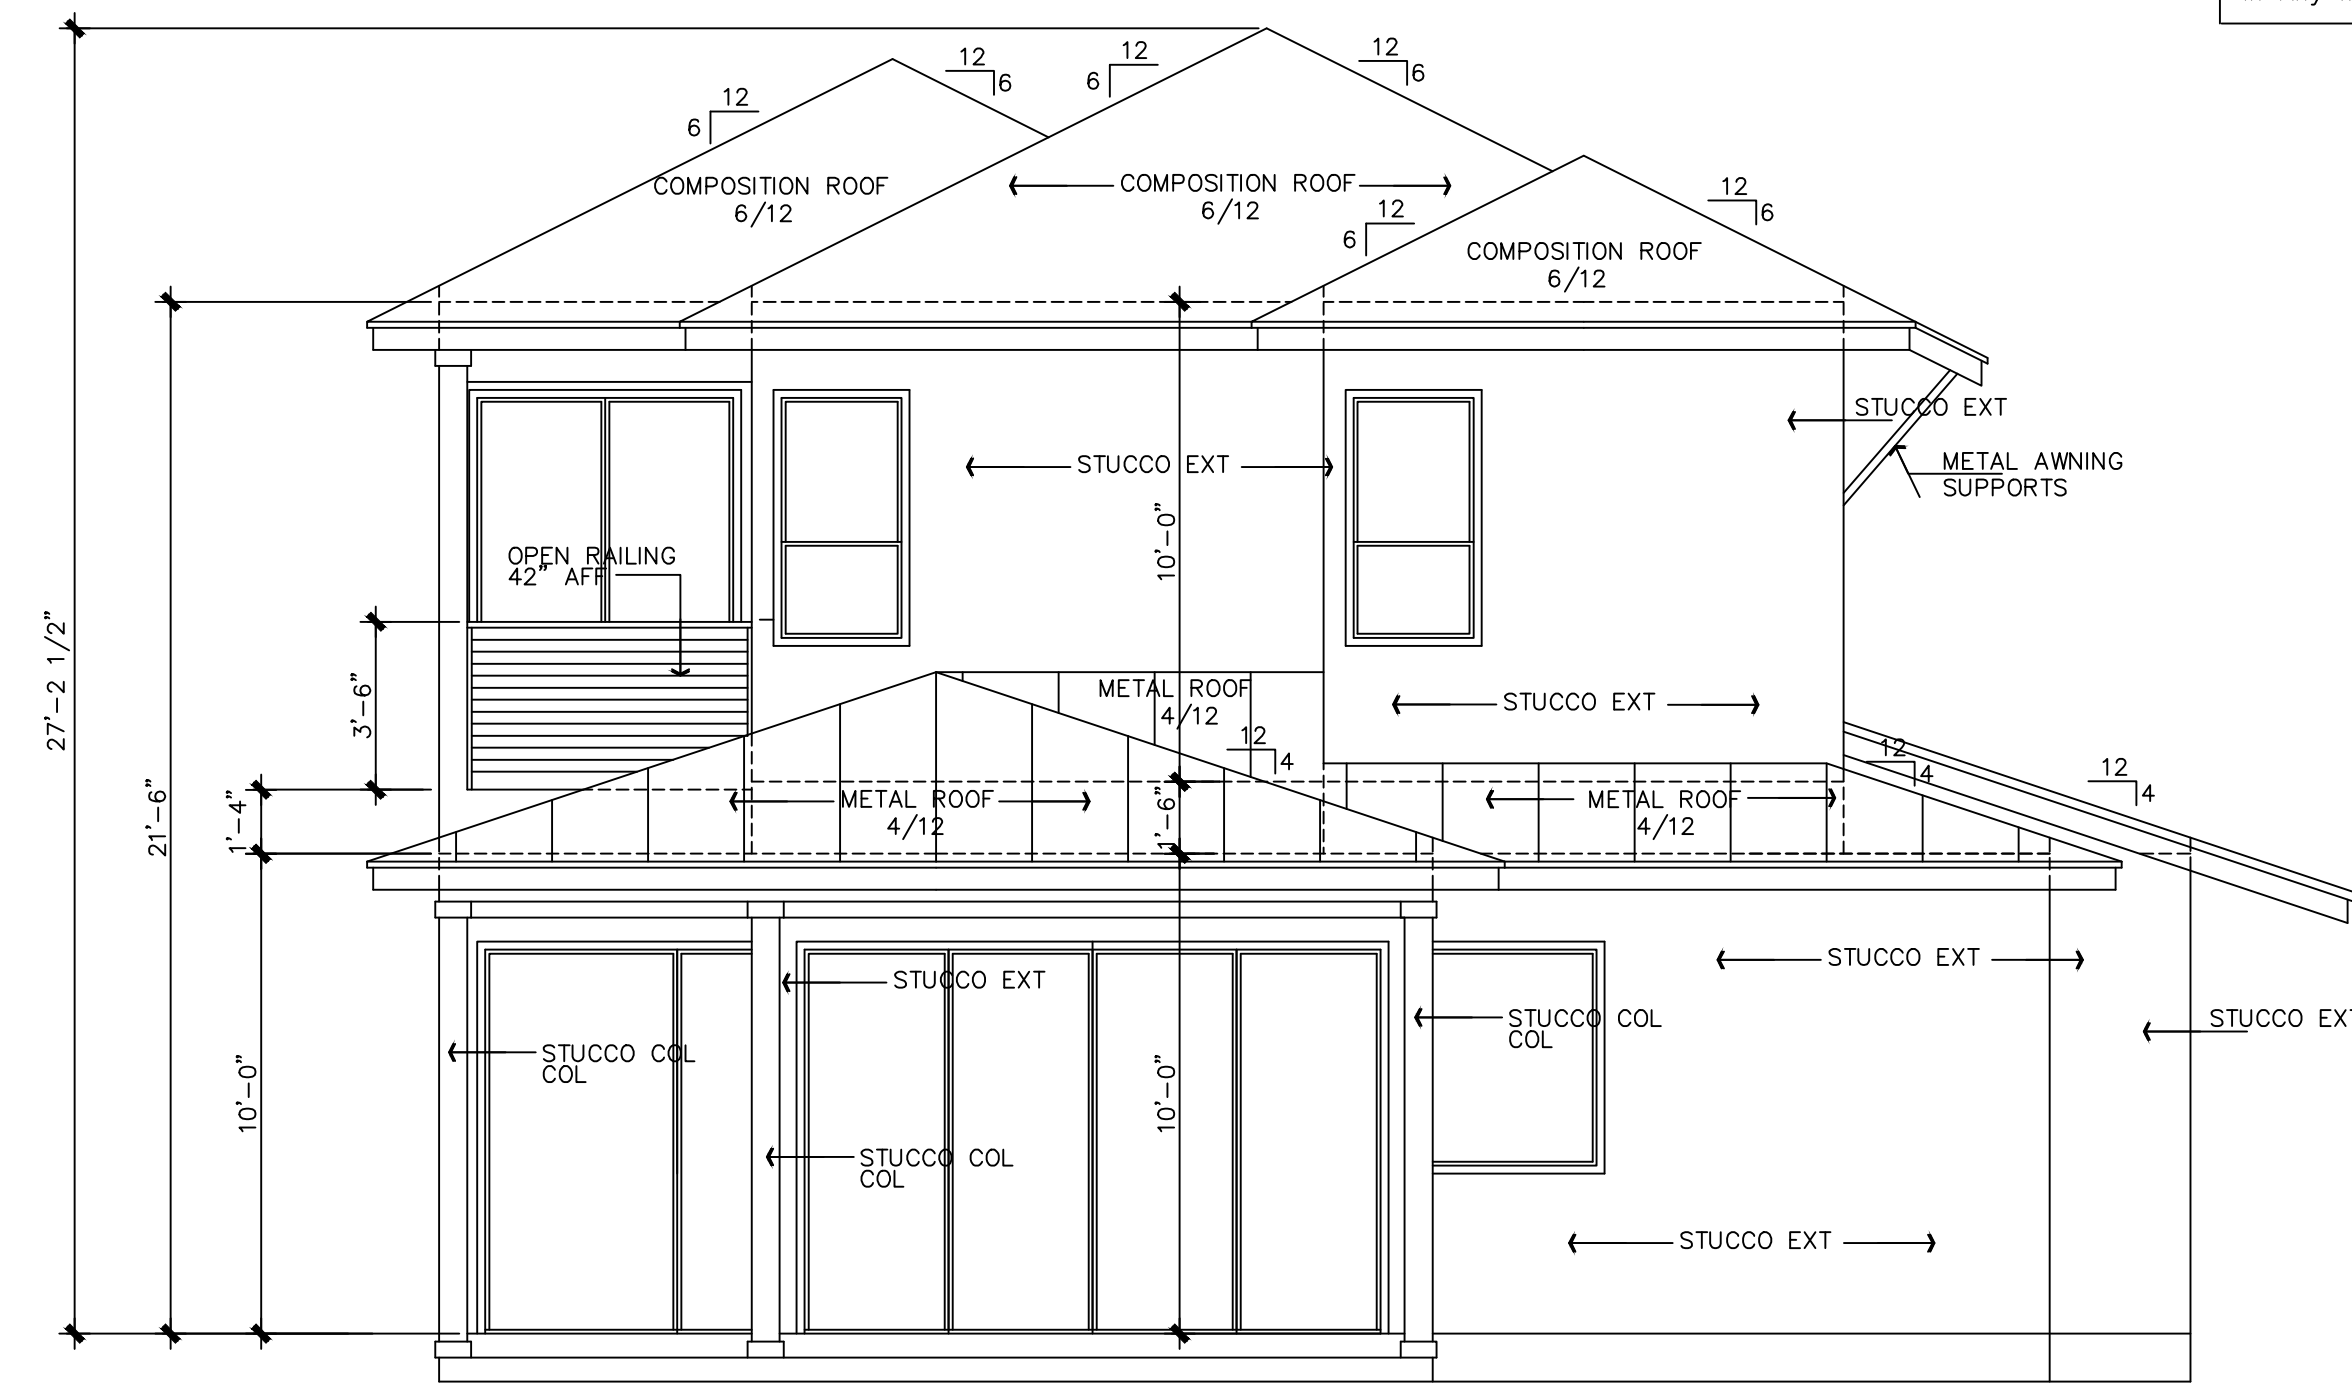 12
6
12
6
12
6
12
6
COMPOSITION ROOF
6/12
COMPOSITION ROOF
6/12
12
6
12
6
COMPOSITION ROOF
6/12
STUCCO EXT
STUCCO EXT
METAL AWNING
SUPPORTS
10'-0"
OPEN RAILING
42" AFF
27'-2 1/2"
3'-6"
METAL ROOF
4/12
STUCCO EXT
12
4
12
4
12
4
21'-6"
1'-4"
METAL ROOF
4/12
1'-6"
METAL ROOF
4/12
STUCCO EXT
STUCCO EXT
STUCCO COL
COL
STUCCO EXT
STUCCO COL
COL
10'-0"
10'-0"
STUCCO COL
COL
STUCCO EXT